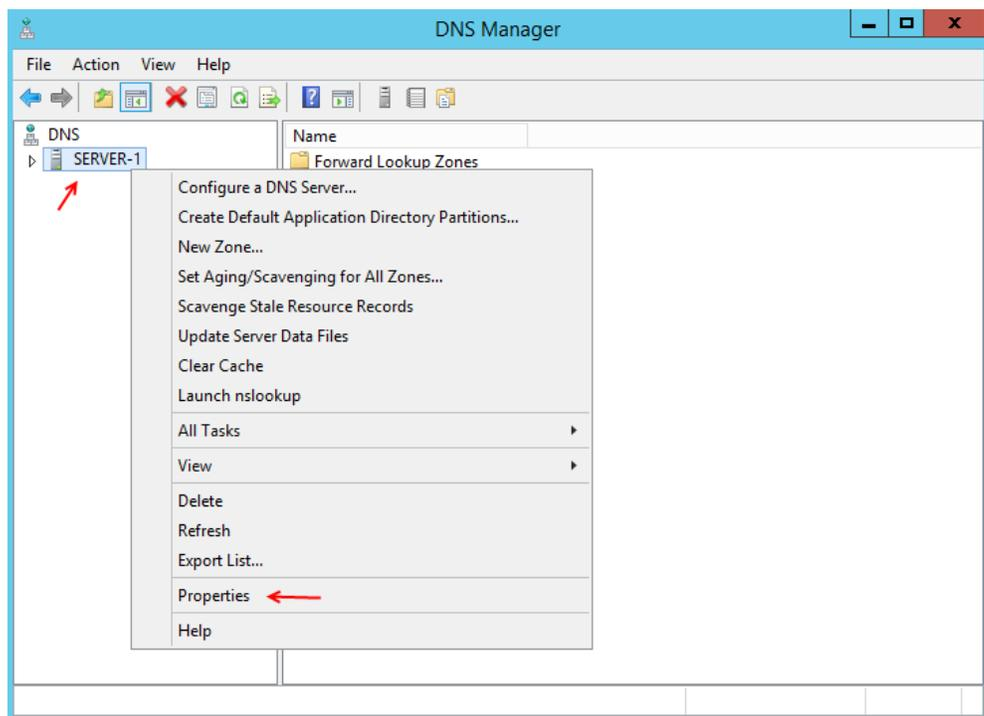 DNS Manager
File Action View Help
DNS
SERVER-1
Name
Forward Lookup Zones
Configure a DNS Server...
Create Default Application Directory Partitions...
New Zone...
Set Aging/Scavenging for All Zones...
Scavenge Stale Resource Records
Update Server Data Files
Clear Cache
Launch nslookup
All Tasks
View
Delete
Refresh
Export List...
Properties
Help